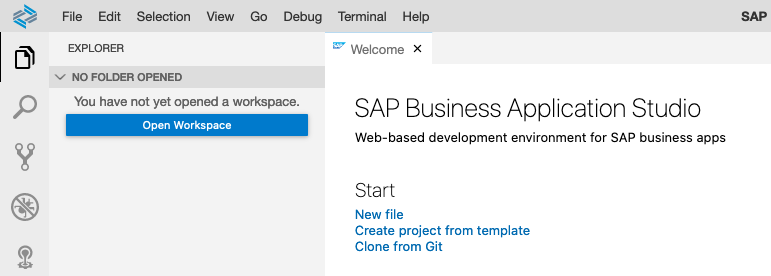 File Edit Selection View Go Debug Terminal Help SAP
EXPLORER
NO FOLDER OPENED
You have not yet opened a workspace.
Open Workspace
SAP Welcome ×
SAP Business Application Studio
Web-based development environment for SAP business apps
Start
New file
Create project from template
Clone from Git